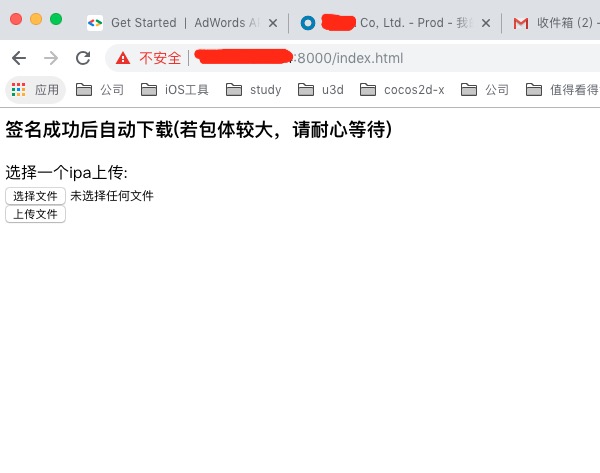 Get Started | AdWords A
Co, Ltd. - Prod - 我
收件箱 (2) -
不安全 | :8000/index.html
应用 公司 iOS工具 study u3d cocos2d-x 公司 值得看得
签名成功后自动下载(若包体较大，请耐心等待)
选择一个ipa上传:
选择文件 未选择任何文件
上传文件